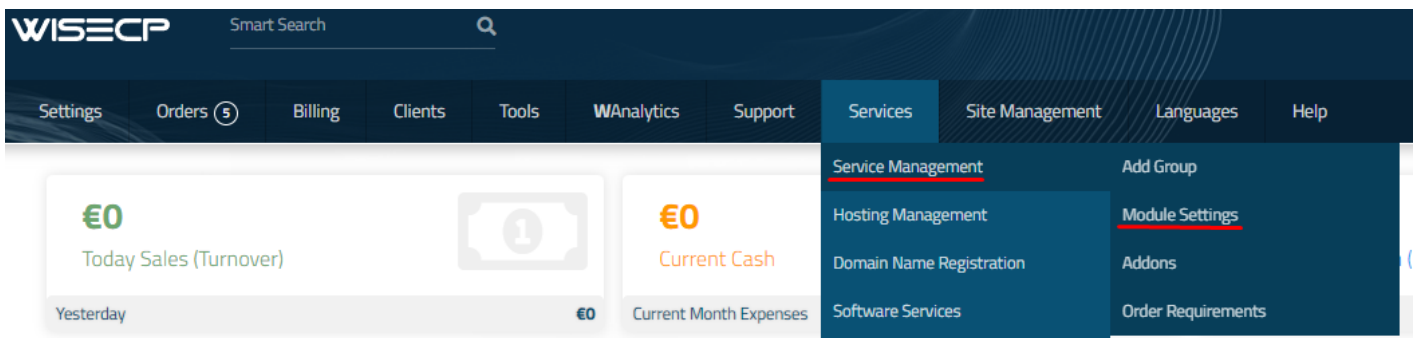 WISECP
Smart Search
Settings Orders 5 Billing Clients Tools WAnalytics Support Services Site Management Languages Help
Service Management Add Group
Hosting Management Module Settings
Domain Name Registration Addons
Software Services Order Requirements
€0
Today Sales (Turnover)
1
Yesterday €0
€0
Current Cash
Current Month Expenses
(